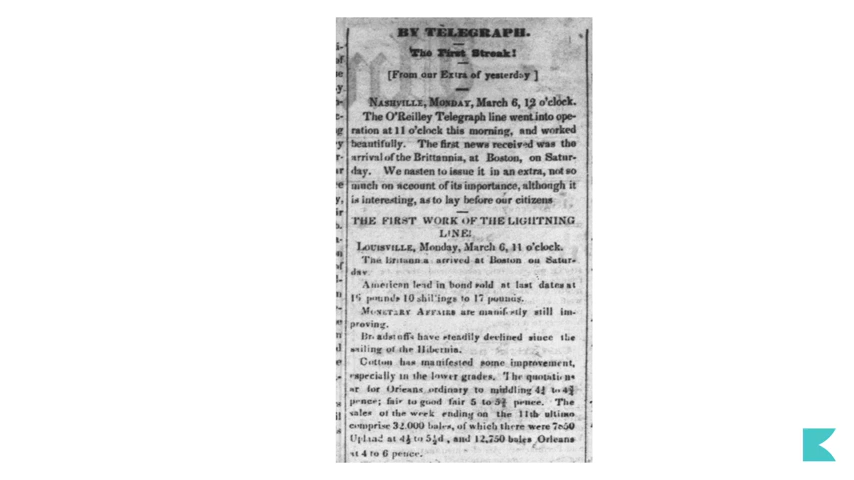 BY TELEGRAPH.
The First Streak!
[From our Extra of yesterday ]
NASHVILLE, MONDAY, March 6, 12 o'clock.
The O'Reilley Telegraph line went into ope-
ration at 11 o'clock this morning, and worked
beautifully. The first news received was the
arrival of the Brittannia, at Boston, on Satur-
day. We hasten to issue it in an extra, not so
much on account of its importance, although it
is interesting, as to lay before our citizens
THE FIRST WORK OF THE LIGHTNING
LINE!
LOUISVILLE, Monday, March 6, 11 o'clock.
The Britannia arrived at Boston on Satur-
day.
American lead in bond sold at last dates at
pounds 10 shillings to 17 pounds.
MONETARY AFFAIRS are manifestly still im-
proving.
Breadstuffs have steadily declined since the
sailing of the Hibernia.
Cotton has manifested some improvement,
especially in the lower grades. The quotations
for Orleans ordinary to middling 4¼ to
pence; fair to good fair 5 to pence. The
sales of the week ending on the 11th ultimo
comprise 32,000 bales, of which there were
Upland at 4½ to and 12,750 bales Orleans
at 4 to 6 pence.